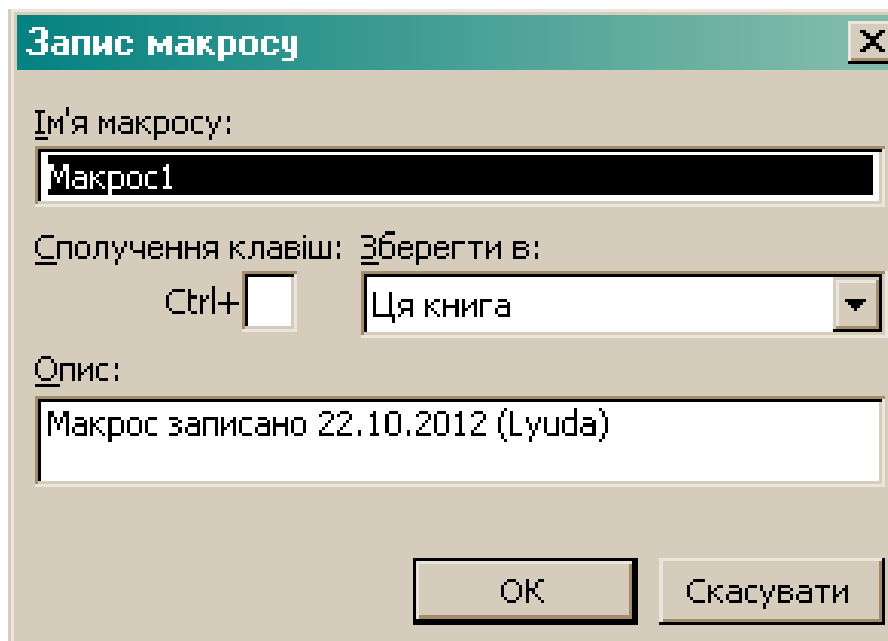 Запис макросу
Ім'я макросу:
Макрос1
Сполучення клавіш: Зберегти в:
Ctrl+ Ця книга
Опис:
Макрос записано 22.10.2012 (Lyuda)
ОК Скасувати